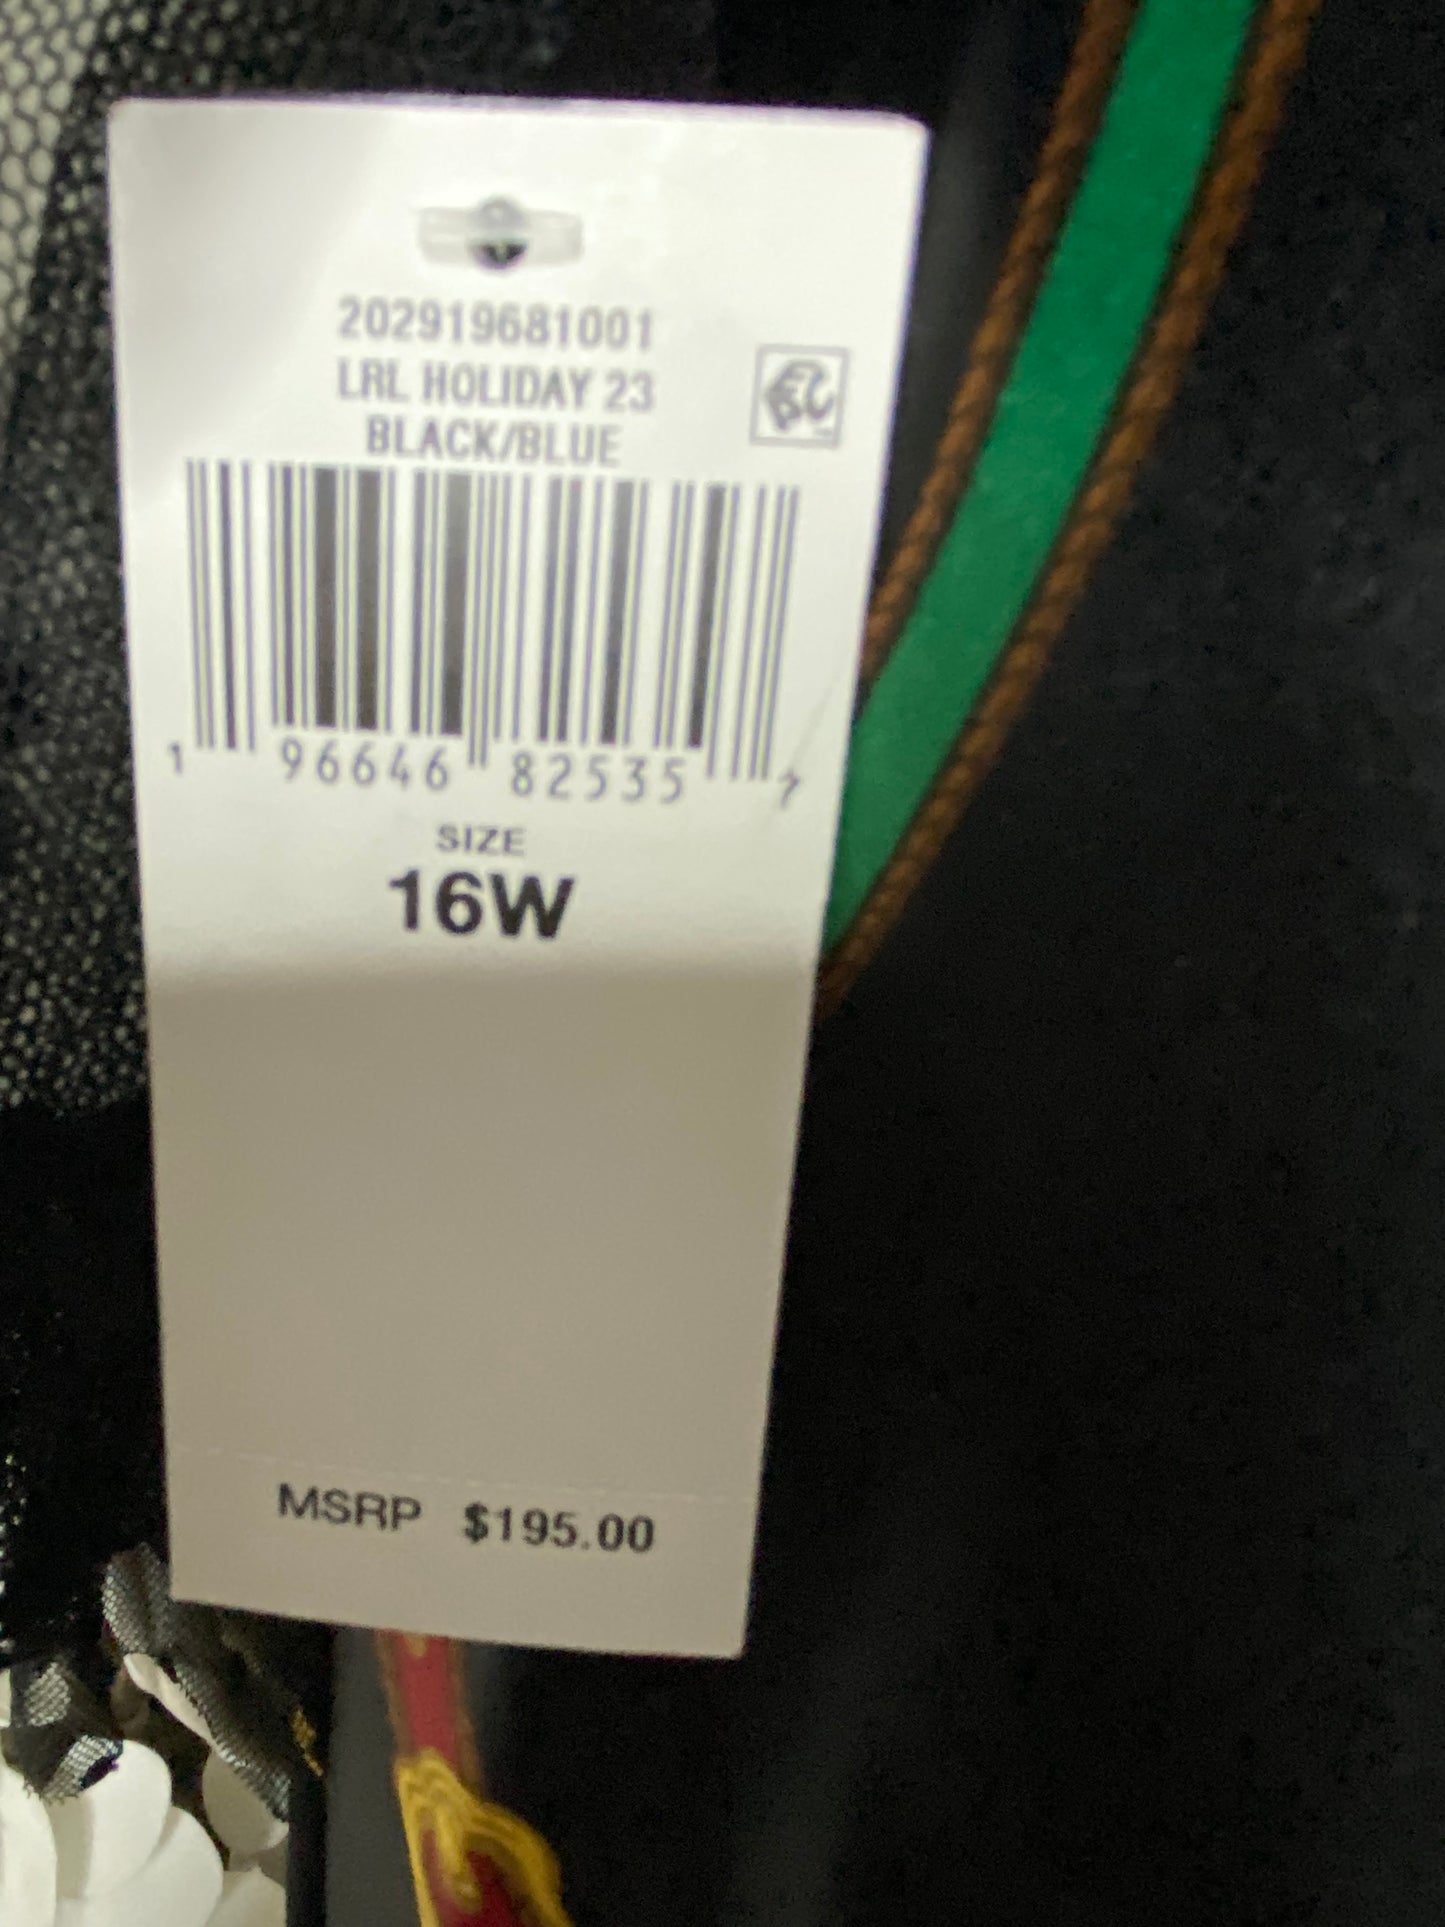 202919681001
LRL HOLIDAY 23
BLACK/BLUE
1 96646 82535 7
SIZE
16W
MSRP $195.00